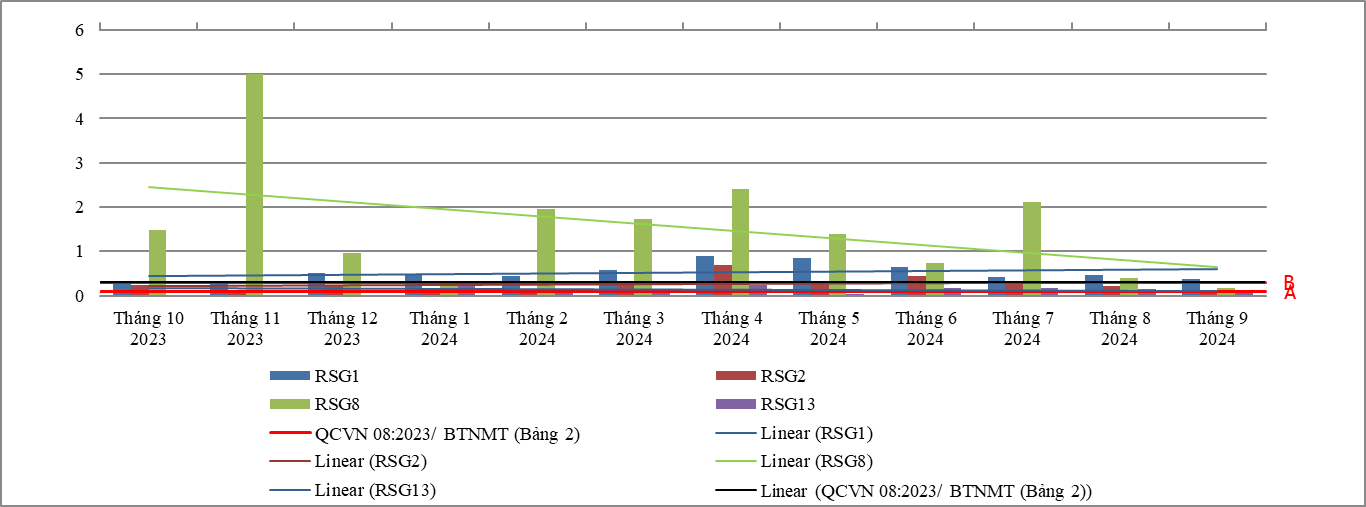 6
5
4
3
2
1
0
B
A
Tháng 10 2023
Tháng 11 2023
Tháng 12 2023
Tháng 1 2024
Tháng 2 2024
Tháng 3 2024
Tháng 4 2024
Tháng 5 2024
Tháng 6 2024
Tháng 7 2024
Tháng 8 2024
Tháng 9 2024
RSG1
RSG2
RSG8
RSG13
QCVN 08:2023/ BTNMT (Bảng 2)
Linear (RSG1)
Linear (RSG2)
Linear (RSG8)
Linear (RSG13)
Linear (QCVN 08:2023/ BTNMT (Bảng 2))